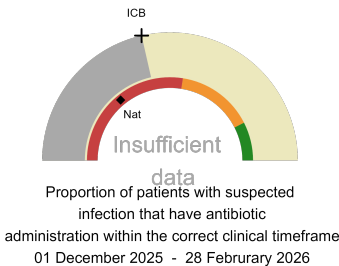 ICB
Nat
Insufficient
data
Proportion of patients with suspected
infection that have antibiotic
administration within the correct clinical timeframe
01 December 2025  -  28 Februrary 2026